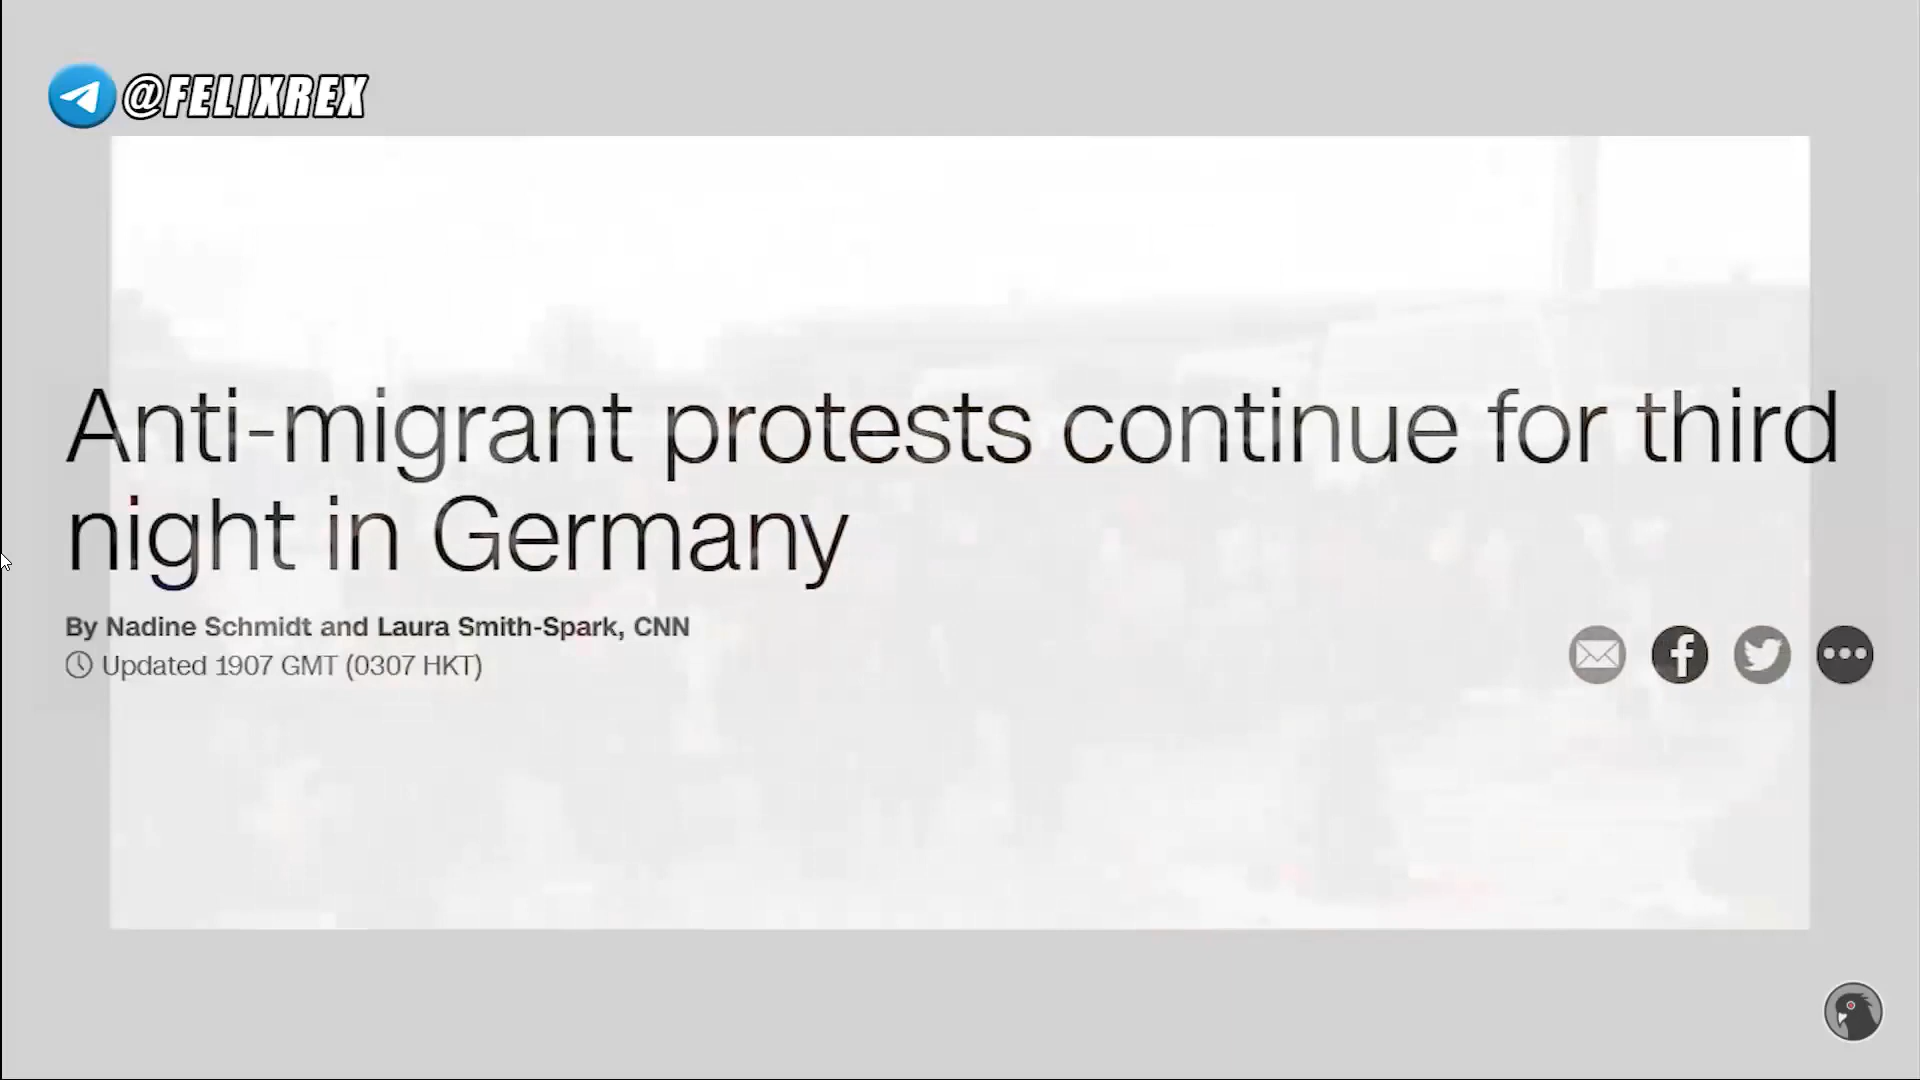 @FELIXREX
Anti-migrant protests continue for third
night in Germany
By Nadine Schmidt and Laura Smith-Spark, CNN
Updated 1907 GMT (0307 HKT)